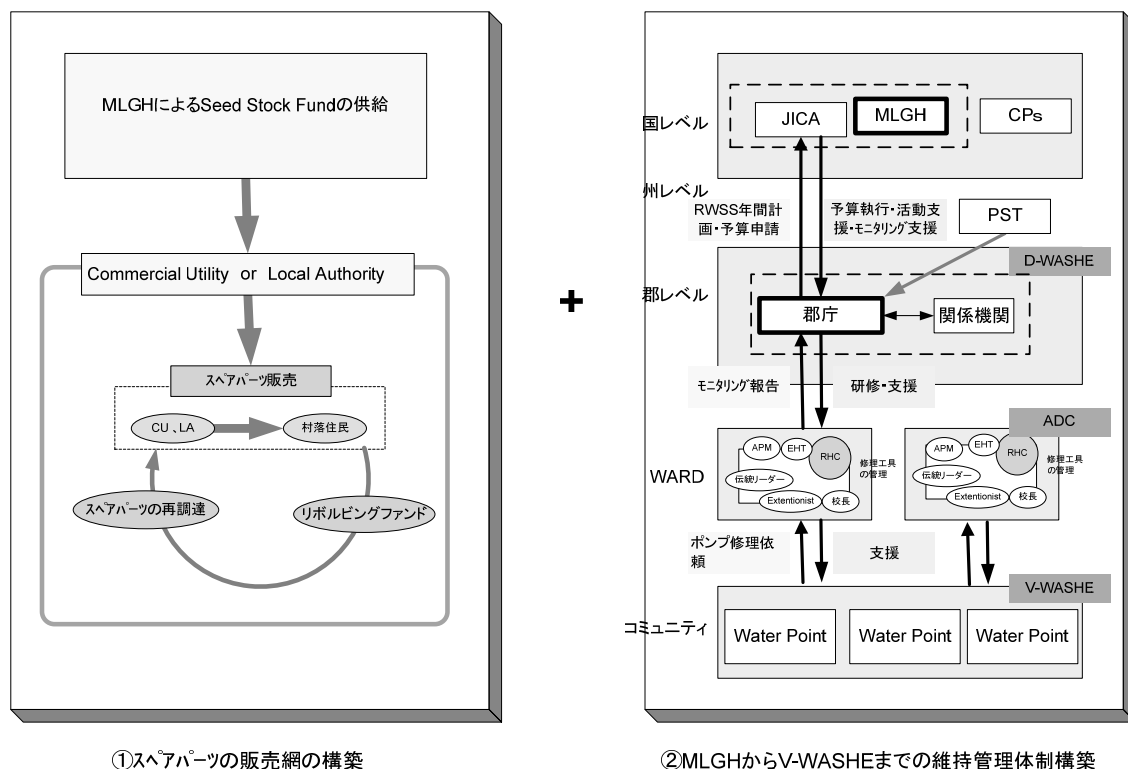 MLGHによるSeed Stock Fundの供給
Commercial Utility or Local Authority
スペアパーツ販売
CU 、LA
村落住民
スペアパーツの再調達
リボルビングファンド
①スペアパーツの販売網の構築
+
国レベル
JICA
MLGH
CPs
州レベル
RWSS年間計
画・予算申請
予算執行・活動支
援・モニタリング支援
PST
D-WASHE
郡レベル
郡庁
関係機関
モニタリング報告
研修・支援
ADC
WARD
APM
EHT
RHC
修理工具
の管理
伝統リーダー
Extentionist
校長
APM
EHT
RHC
修理工具
の管理
伝統リーダー
Extentionist
校長
ポンプ修理依
頼
支援
V-WASHE
コミュニティ
Water Point
Water Point
Water Point
②MLGHからV-WASHEまでの維持管理体制構築